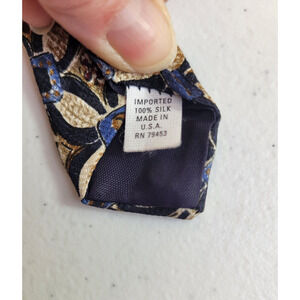 IMPORTED
100% SILK
MADE IN
U.S.A.
RN 79453